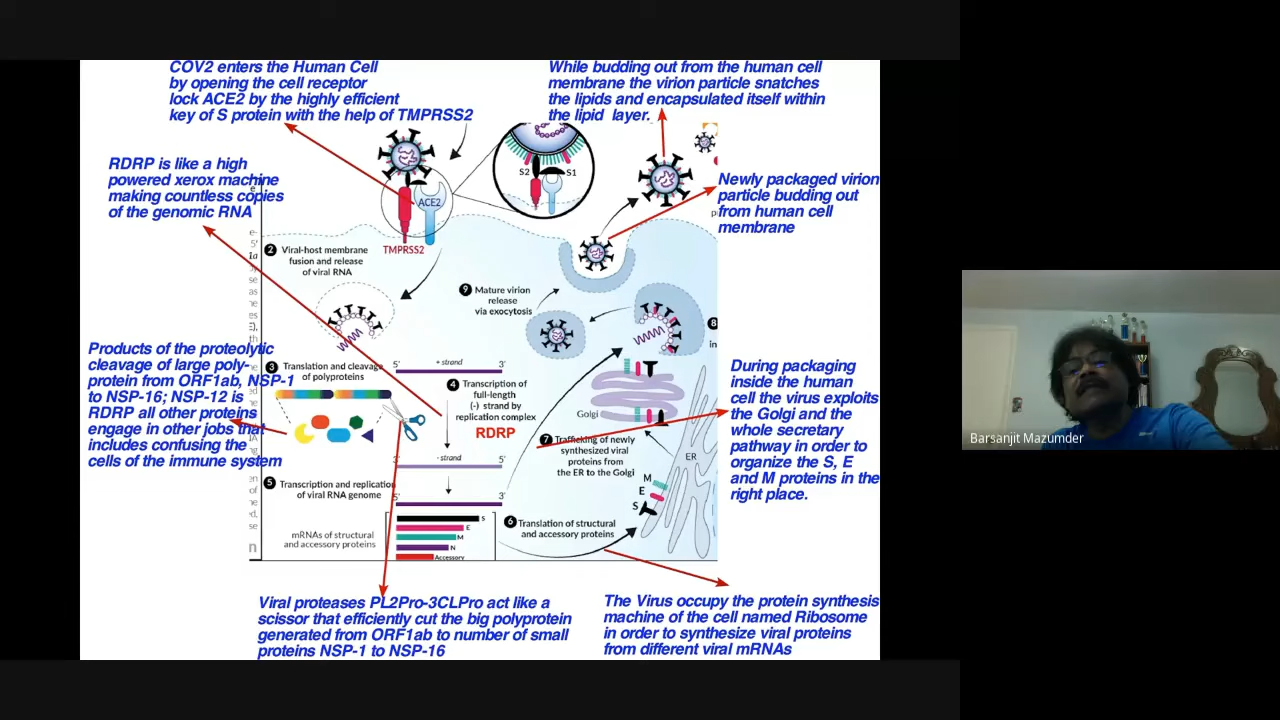 COV2 enters the Human Cell
by opening the cell receptor
lock ACE2 by the highly efficient
key of S protein with the help of TMPRSS2
While budding out from the human cell
membrane the virion particle snatches
the lipids and encapsulated itself within
the lipid layer.
RDRP is like a high
powered xerox machine
making countless copies
of the genomic RNA
S2
S1
ACE2
TMPRSS2
Newly packaged virion
particle budding out
from human cell
membrane
2 Viral-host membrane
fusion and release
of viral RNA
9 Mature virion
release
via exocytosis
8
in
Products of the proteolytic
cleavage of large poly-
protein from ORF1ab, NSP-1
to NSP-16; NSP-12 is
RDRP all other proteins
engage in other jobs that
includes confusing the
cells of the immune system
3 Translation and cleavage
of polyproteins
5' + strand 3'
4 Transcription of
full-length
(-) strand by
replication complex
RDRP
- strand
5 Transcription and replication
of viral RNA genome
5' 3'
mRNAs of structural
and accessory proteins
S
E
M
N
Accessory
Golgi
7 Trafficking of newly
synthesized viral
proteins from
the ER to the Golgi
ER
M
E
S
6 Translation of structural
and accessory proteins
During packaging
inside the human
cell the virus exploits
the Golgi and the
whole secretary
pathway in order to
organize the S, E
and M proteins in the
right place.
Viral proteases PL2Pro-3CLPro act like a
scissor that efficiently cut the big polyprotein
generated from ORF1ab to number of small
proteins NSP-1 to NSP-16
The Virus occupy the protein synthesis
machine of the cell named Ribosome
in order to synthesize viral proteins
from different viral mRNAs
Barsanjit Mazumder